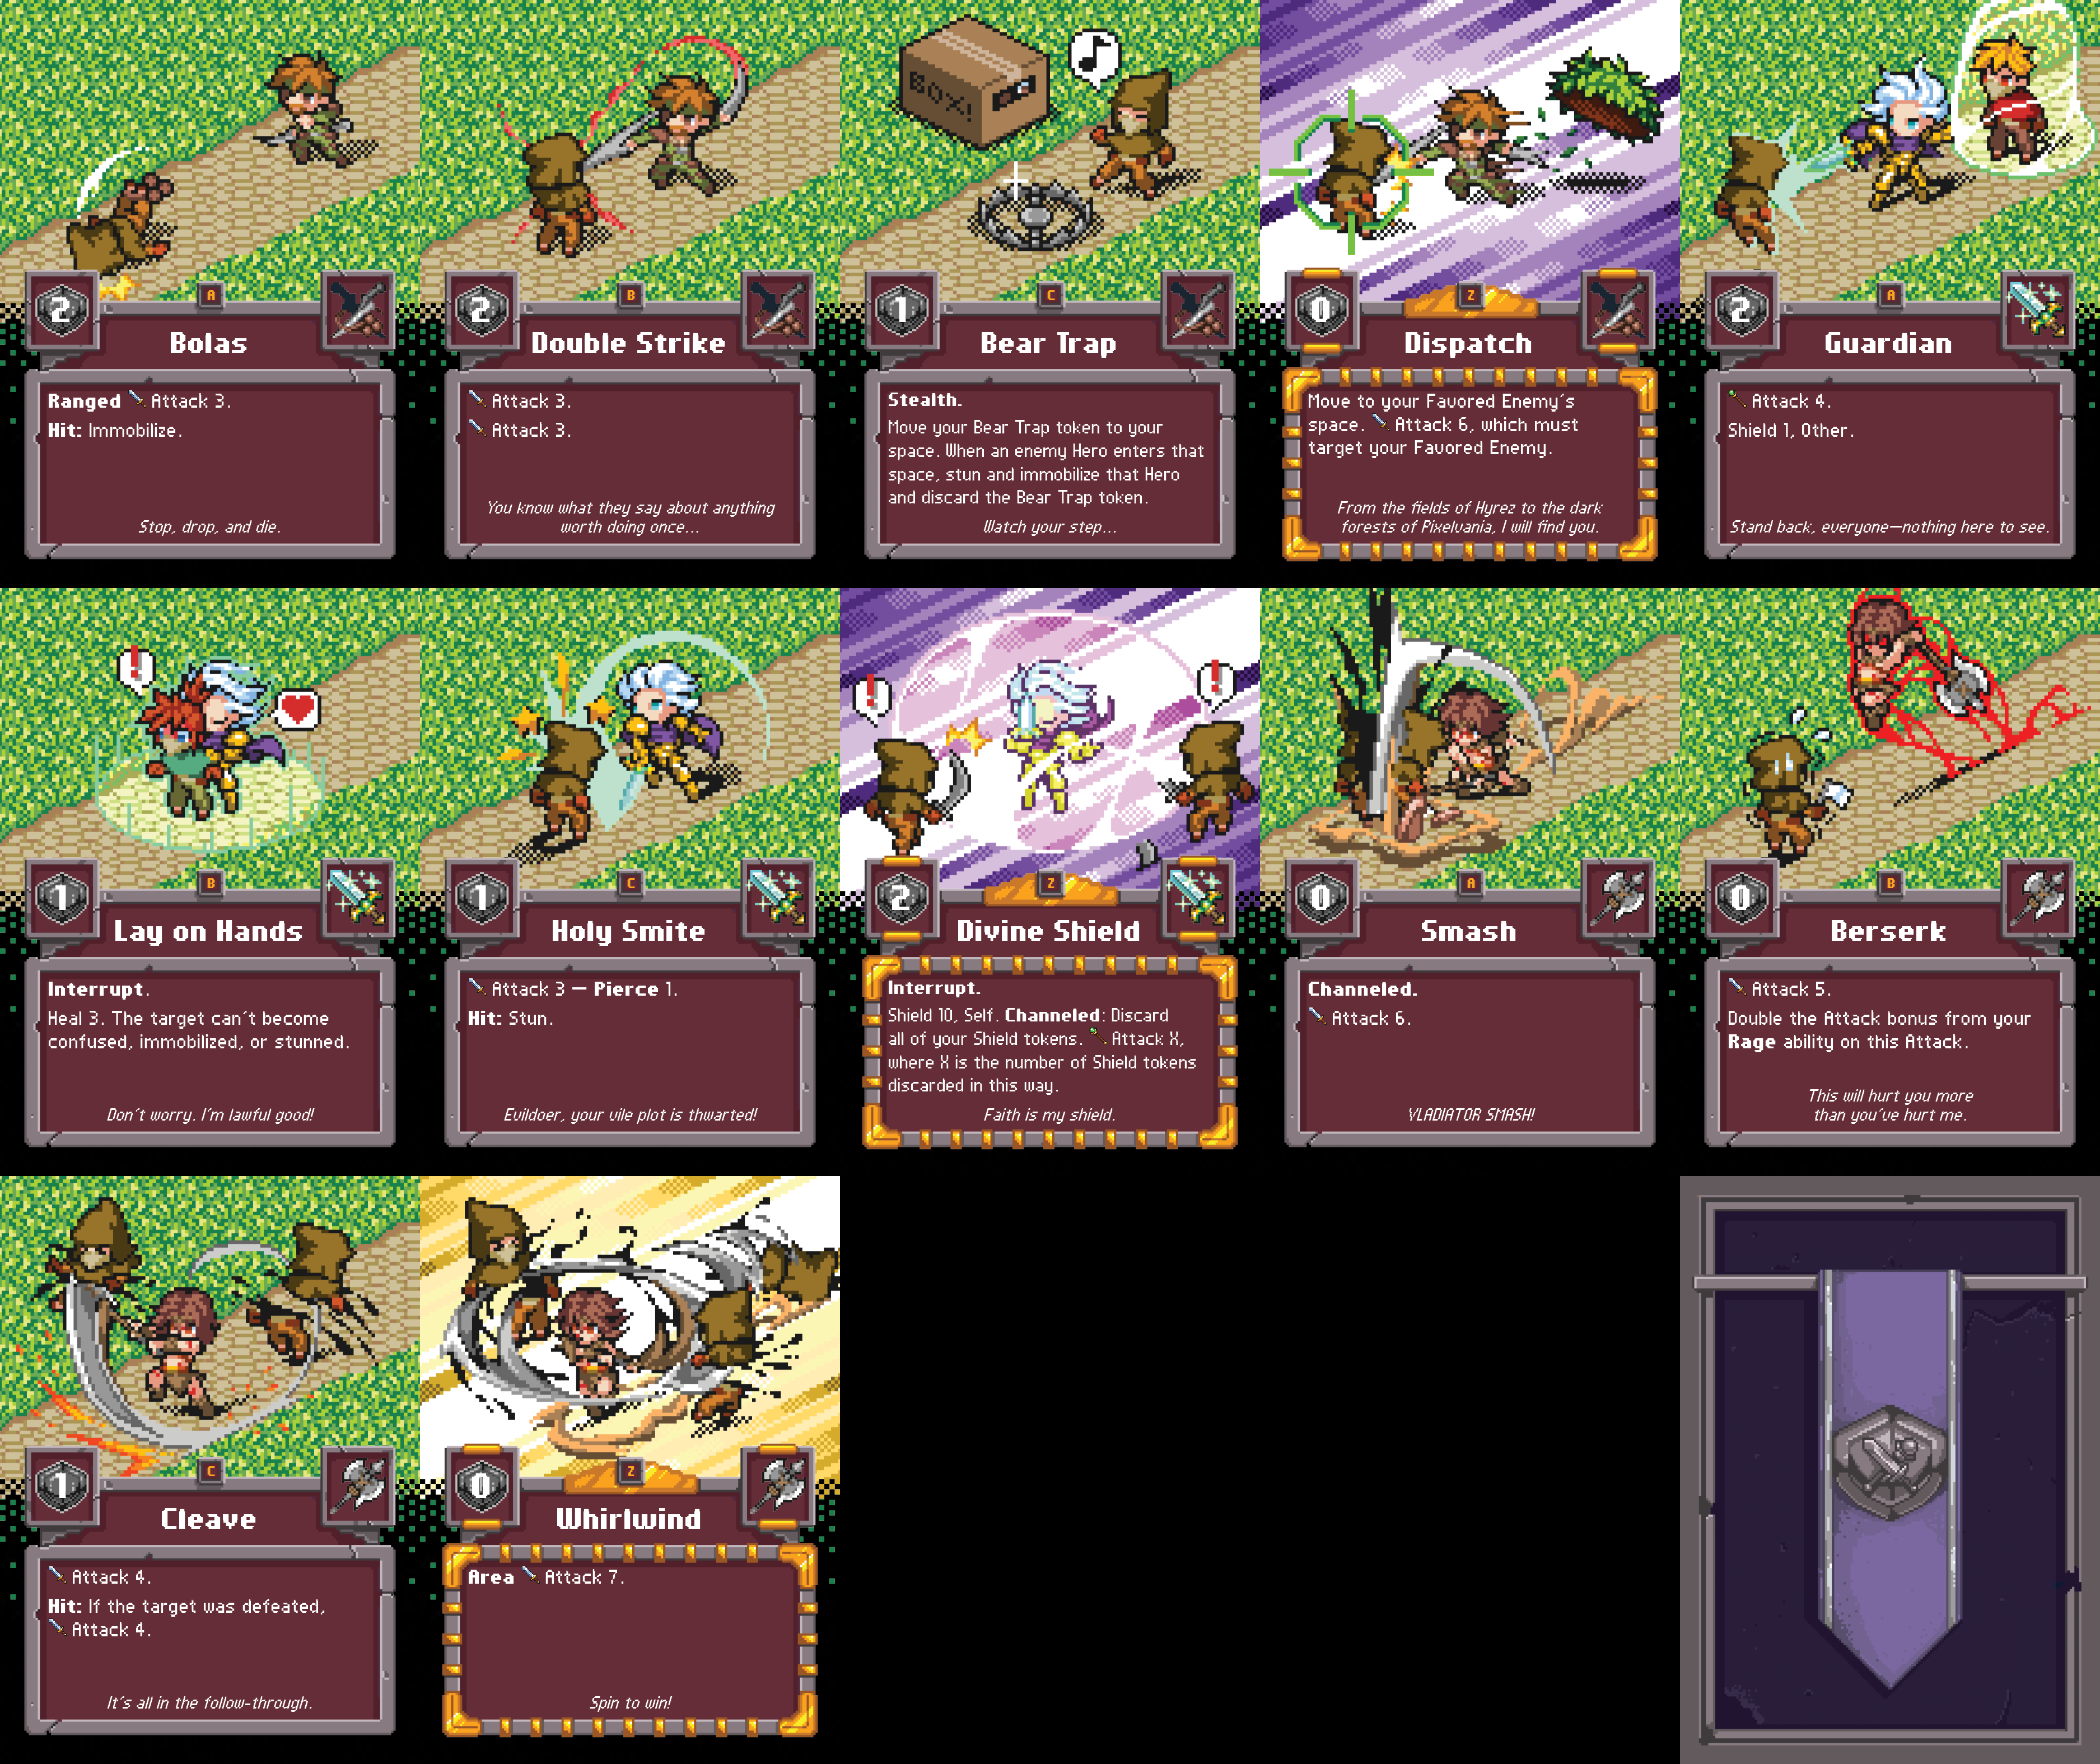 2
A
Bolas
Ranged Attack 3.
Hit: Immobilize.
Stop, drop, and die.
2
B
Double Strike
Attack 3.
Attack 3.
You know what they say about anything
worth doing once...
BOX!
1
C
Bear Trap
Stealth.
Move your Bear Trap token to your
space. When an enemy Hero enters that
space, stun and immobilize that Hero
and discard the Bear Trap token.
Watch your step...
0
Z
Dispatch
Move to your Favored Enemy's
space. Attack 6, which must
target your Favored Enemy.
From the fields of Hyrez to the dark
forests of Pixelvania, I will find you.
2
A
Guardian
Attack 4.
Shield 1, Other.
Stand back, everyone—nothing here to see.
!
1
B
Lay on Hands
Interrupt.
Heal 3. The target can't become
confused, immobilized, or stunned.
Don't worry. I'm lawful good!
1
C
Holy Smite
Attack 3 — Pierce 1.
Hit: Stun.
Evildoer, your vile plot is thwarted!
!
!
2
Z
Divine Shield
Interrupt.
Shield 10, Self. Channeled: Discard
all of your Shield tokens. Attack X,
where X is the number of Shield tokens
discarded in this way.
Faith is my shield.
0
A
Smash
Channeled.
Attack 6.
VLADIATOR SMASH!
0
B
Berserk
Attack 5.
Double the Attack bonus from your
Rage ability on this Attack.
This will hurt you more
than you've hurt me.
1
C
Cleave
Attack 4.
Hit: If the target was defeated,
Attack 4.
It's all in the follow-through.
0
Z
Whirlwind
Area Attack 7.
Spin to win!